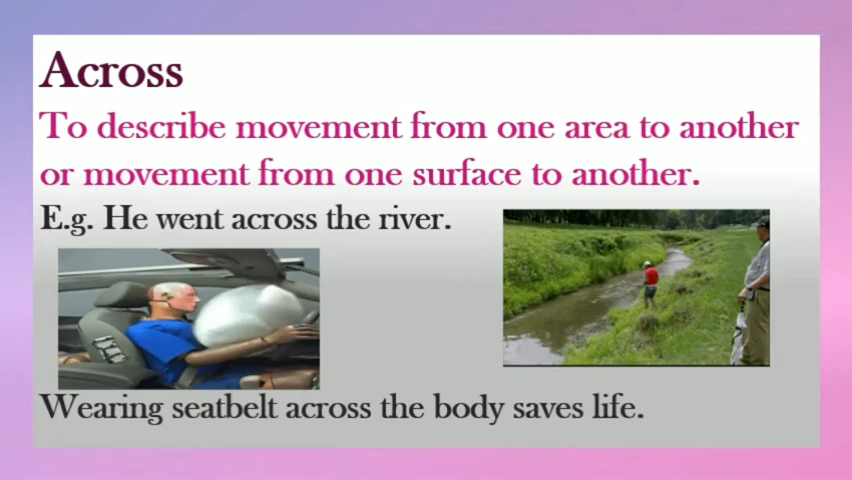 Across
To describe movement from one area to another
or movement from one surface to another.
E.g. He went across the river.
Wearing seatbelt across the body saves life.